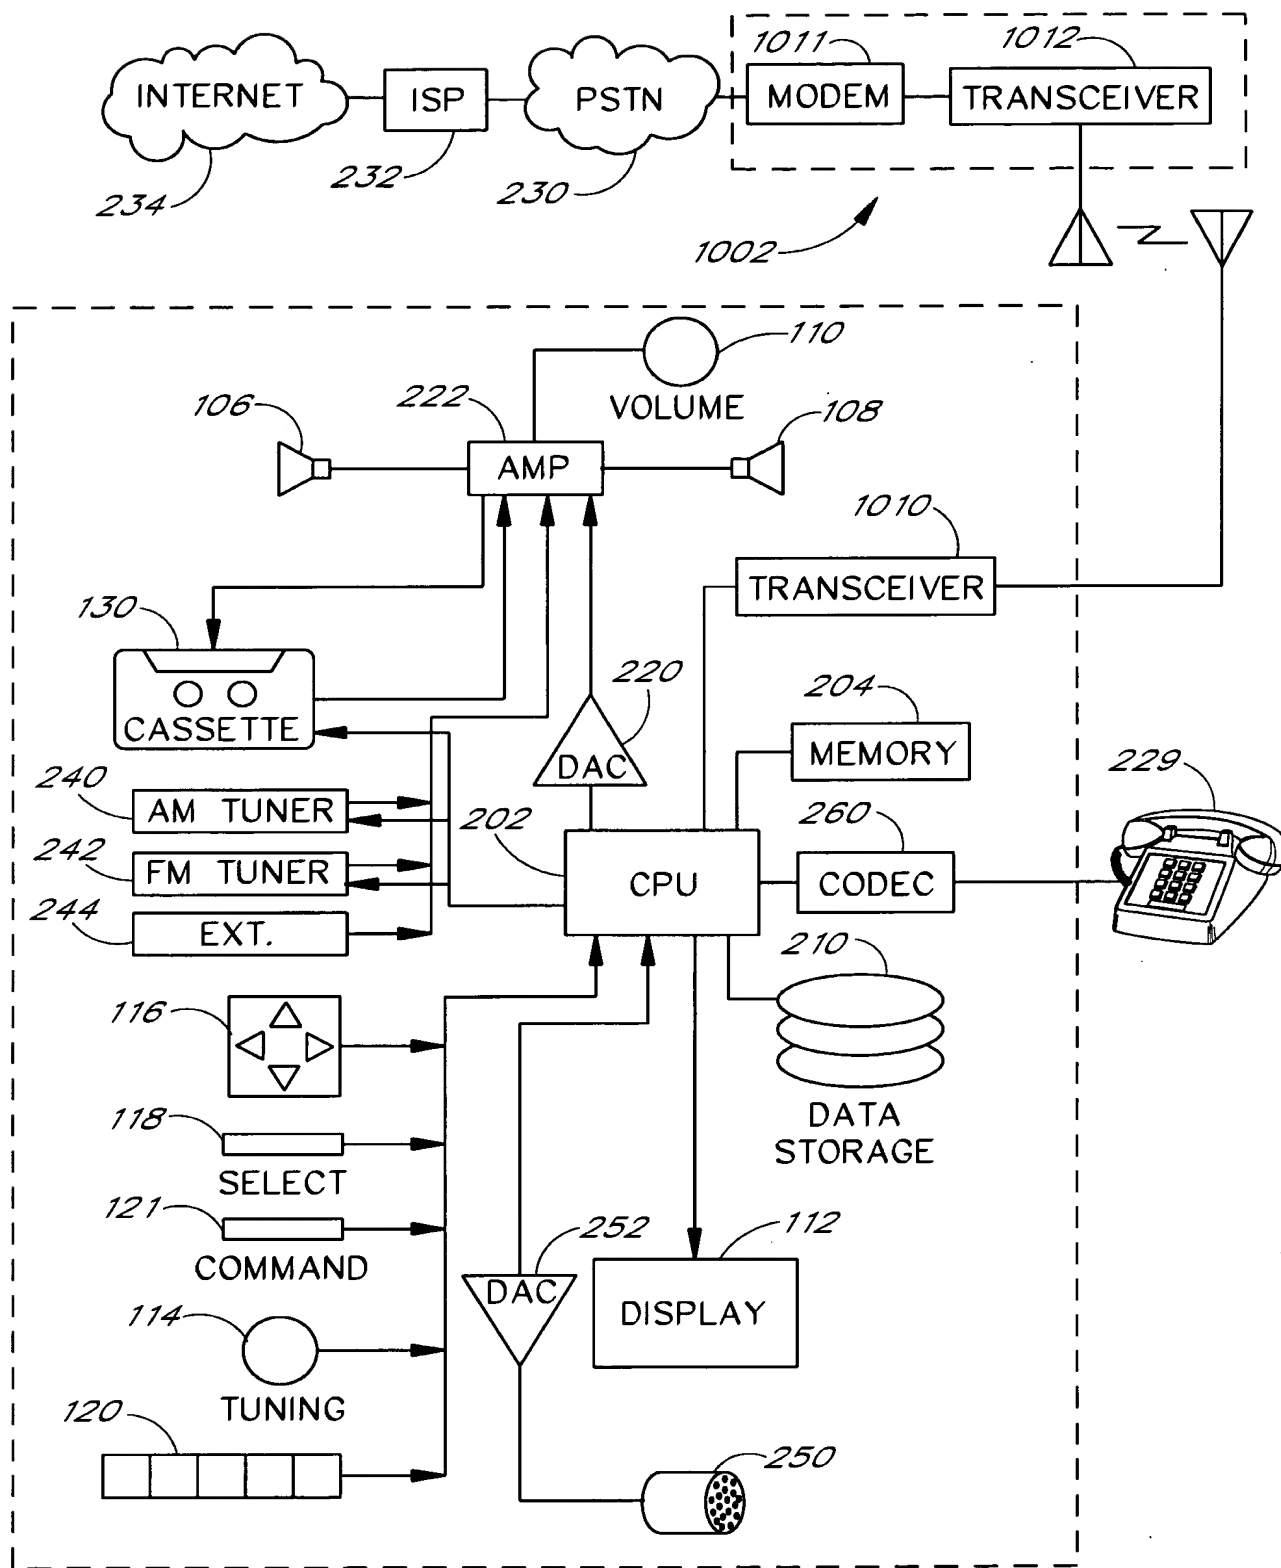 1011
1012
INTERNET
ISP
PSTN
MODEM
TRANSCEIVER
234
232
230
1002
110
VOLUME
106
222
108
AMP
1010
TRANSCEIVER
130
CASSETTE
220
DAC
204
MEMORY
229
240
AM TUNER
202
260
242
FM TUNER
CPU
CODEC
244
EXT.
210
116
DATA
STORAGE
118
SELECT
121
COMMAND
252
DAC
112
DISPLAY
114
TUNING
120
250